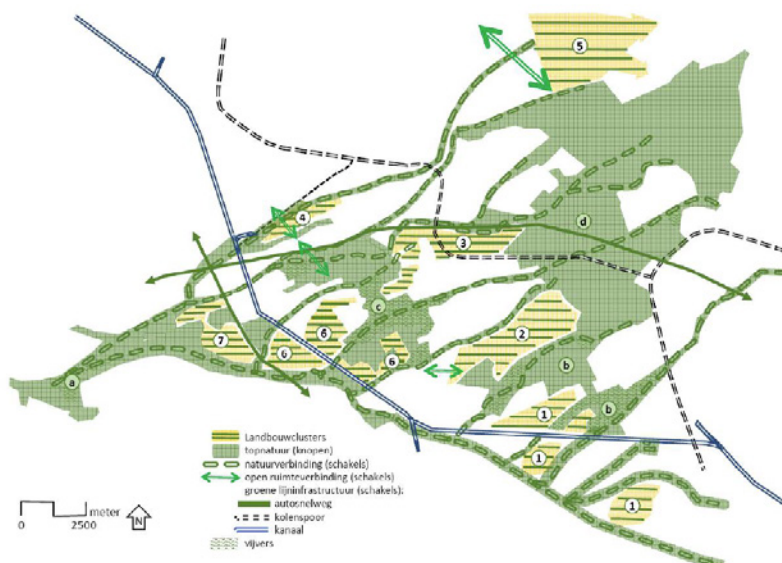 5
4
3
d
c
6
7
6
6
2
a
b
1
b
1
1
Landbouwclusters
topnatuur (knopen)
natuurverbinding (schakels)
open ruimteverbinding (schakels)
groene lijninfrastructuur (schakels):
autosnelweg
kolenspoor
kanaal
vijvers
meter
0 2500
N